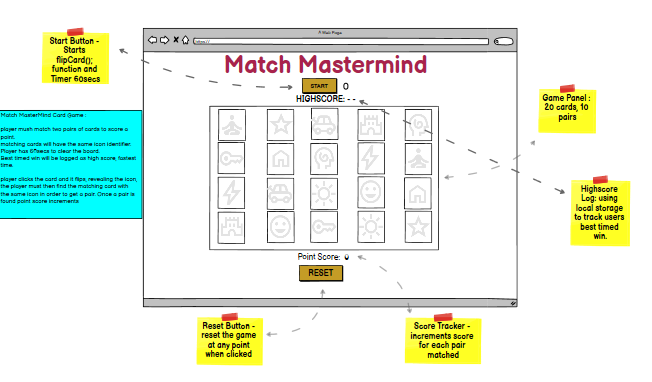 A Web Page
https://
Match Mastermind
START
0
HIGHSCORE: - -
Point Score: 0
RESET
Start Button -
Starts
flipCard();
function and
Timer 60secs
Match MasterMind Card Game :
player mush match two pairs of cards to score a
point.
matching cards will have the same icon identifier.
Player has 60secs to clear the board.
Best timed win will be logged as high score, fastest
time.
player clicks the card and it flips, revealing the icon,
the player must then find the matching card with
the same icon in order to get a pair. Once a pair is
found point score increments
Game Panel :
20 cards, 10
pairs
Highscore
Log: using
local storage
to track users
best timed
win.
Reset Button -
reset the game
at any point
when clicked
Score Tracker -
increments score
for each pair
matched